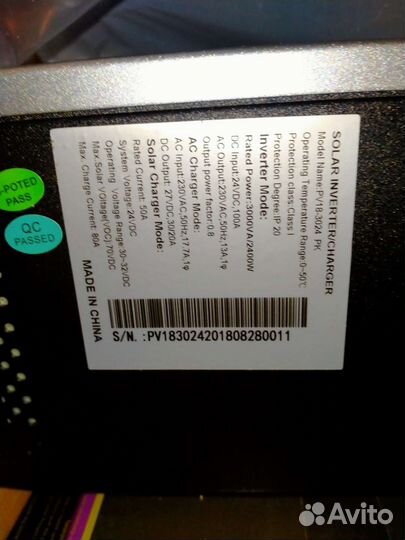 SOLAR INVERTER/CHARGER
Model Name:PV18-3024 PK
Operating Temperature Range:0~50°C
Protection class: Class I
Protection Degree:IP 20
Inverter Mode:
Rated Power:3000VA/2400W
DC Input:24VDC,100A
AC Output:230VAC,50Hz,13A,1φ
Output power factor:0.8
AC Charger Mode:
AC Input:230VAC,50Hz,17.7A,1φ
DC Output:27VDC,30/20A
Solar Charger Mode:
Rated Current: 50A
System Voltage:24VDC
Operating Voltage Range:30~32VDC
Max.Solar Voltage(VOC):70VDC
Max. Charge Current: 80A
MADE IN CHINA
S/N. :PV183024201808280011
-POTED
PASS
QC
PASSED
Avito